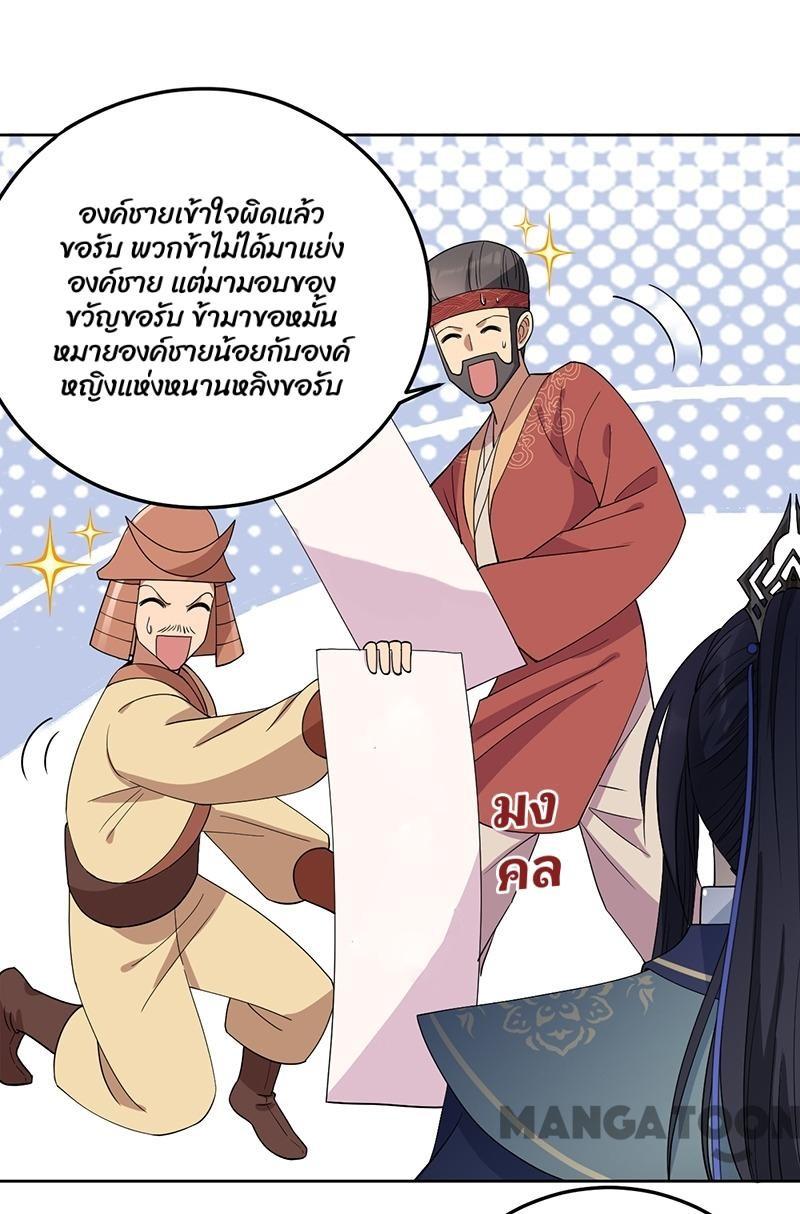 องค์ชายเข้าใจผิดแล้ว
ขอรับ พวกข้าไม่ได้มาแย่ง
องค์ชาย แต่มามอบของ
ขวัญขอรับ ข้ามาขอหมั้น
หมายองค์ชายน้อยกับองค์
หญิงแห่งหนานหลิงขอรับ
มง
คล
MANGATOON